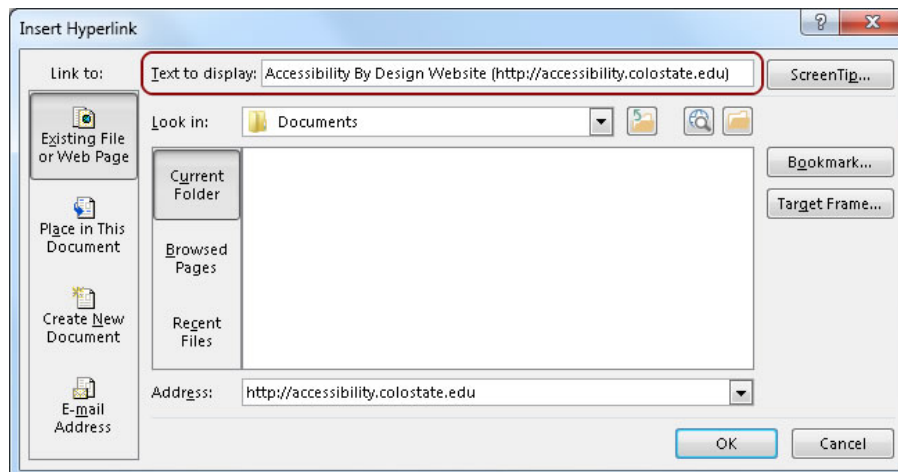 Insert Hyperlink
?
X
Link to:
Text to display: Accessibility By Design Website (http://accessibility.colostate.edu)
ScreenTip...
Existing File
or Web Page
Look in: Documents
Current
Folder
Bookmark...
Target Frame...
Place in This
Document
Browsed
Pages
Create New
Document
Recent
Files
E-mail
Address
Address: http://accessibility.colostate.edu
OK
Cancel